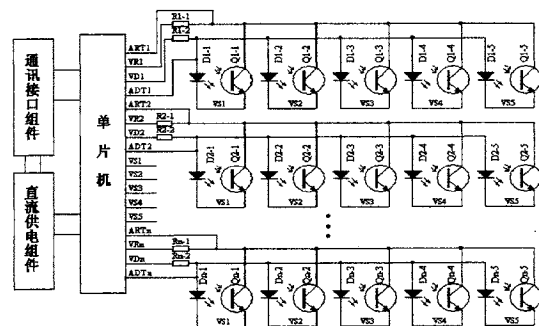 通讯接口组件
直流供电组件
单片机
ART1
VR1
VD1
ADT1
ART2
VR2
VD2
ADT2
VS1
VS2
VS3
VS4
VS5
ARTn
VRn
VDn
ADTn
R1-1
R1-2
D1-1 Q1-1 D1-2 Q1-2 D1-3 Q1-3 D1-4 Q1-4 D1-5 Q1-5
VS1 VS2 VS3 VS4 VS5
R2-1
R2-2
D2-1 Q2-1 D2-2 Q2-2 D2-3 Q2-3 D2-4 Q2-4 D2-5 Q2-5
VS1 VS2 VS3 VS4 VS5
Rn-1
Rn-2
Dn-1 Qn-1 Dn-2 Qn-2 Dn-3 Qn-3 Dn-4 Qn-4 Dn-5 Qn-5
VS1 VS2 VS3 VS4 VS5